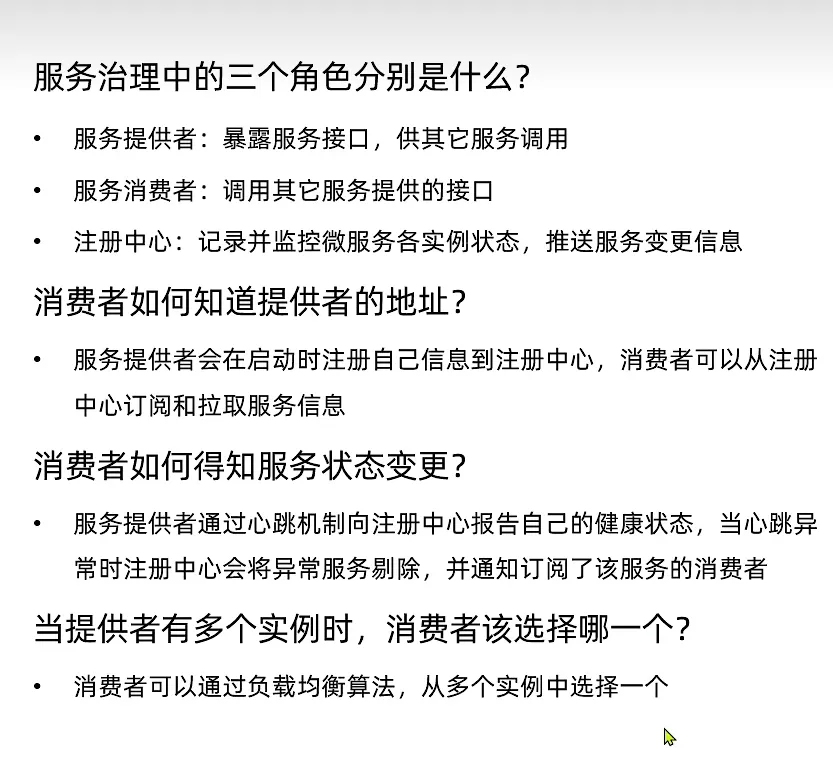 服务治理中的三个角色分别是什么？
• 服务提供者：暴露服务接口，供其它服务调用
• 服务消费者：调用其它服务提供的接口
• 注册中心：记录并监控微服务各实例状态，推送服务变更信息
消费者如何知道提供者的地址？
• 服务提供者会在启动时注册自己信息到注册中心，消费者可以从注册
中心订阅和拉取服务信息
消费者如何得知服务状态变更？
• 服务提供者通过心跳机制向注册中心报告自己的健康状态，当心跳异
常时注册中心会将异常服务剔除，并通知订阅了该服务的消费者
当提供者有多个实例时，消费者该选择哪一个？
• 消费者可以通过负载均衡算法，从多个实例中选择一个